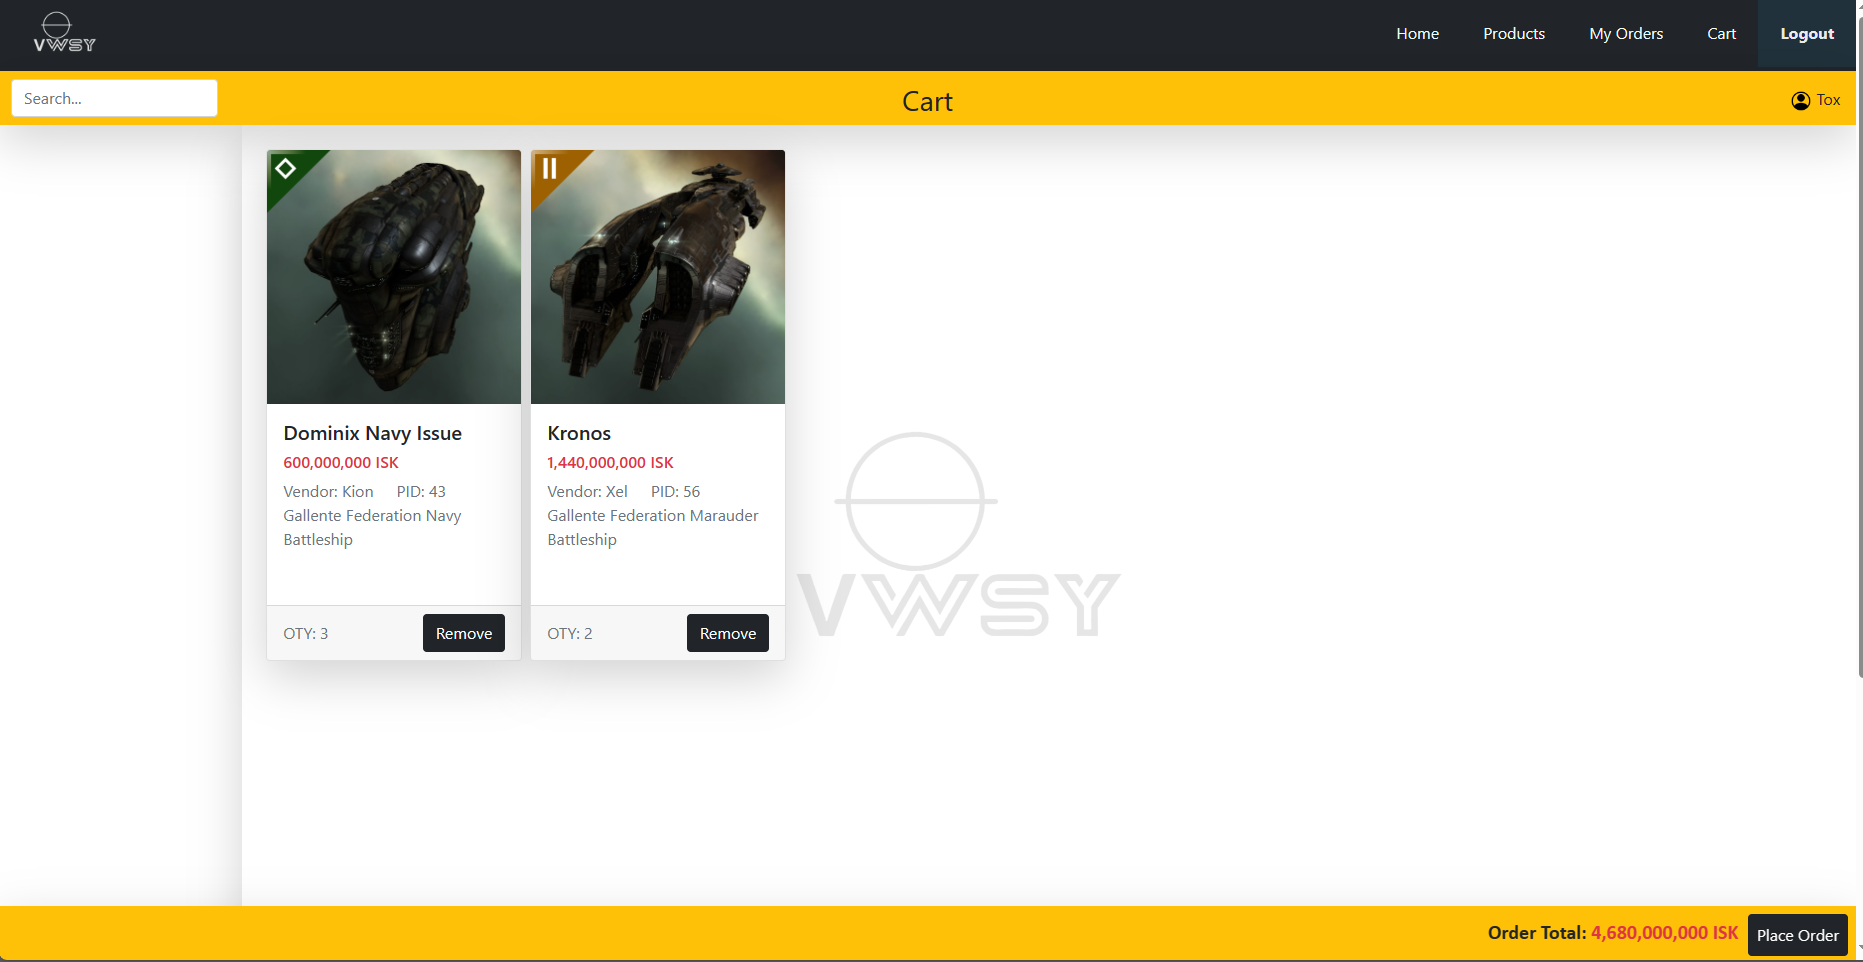 VWSY
Home Products My Orders Cart Logout
Search...
Cart
Tox
Dominix Navy Issue
600,000,000 ISK
Vendor: Kion PID: 43
Gallente Federation Navy
Battleship
OTY: 3
Remove
Kronos
1,440,000,000 ISK
Vendor: Xel PID: 56
Gallente Federation Marauder
Battleship
OTY: 2
Remove
VWSY
Order Total: 4,680,000,000 ISK
Place Order